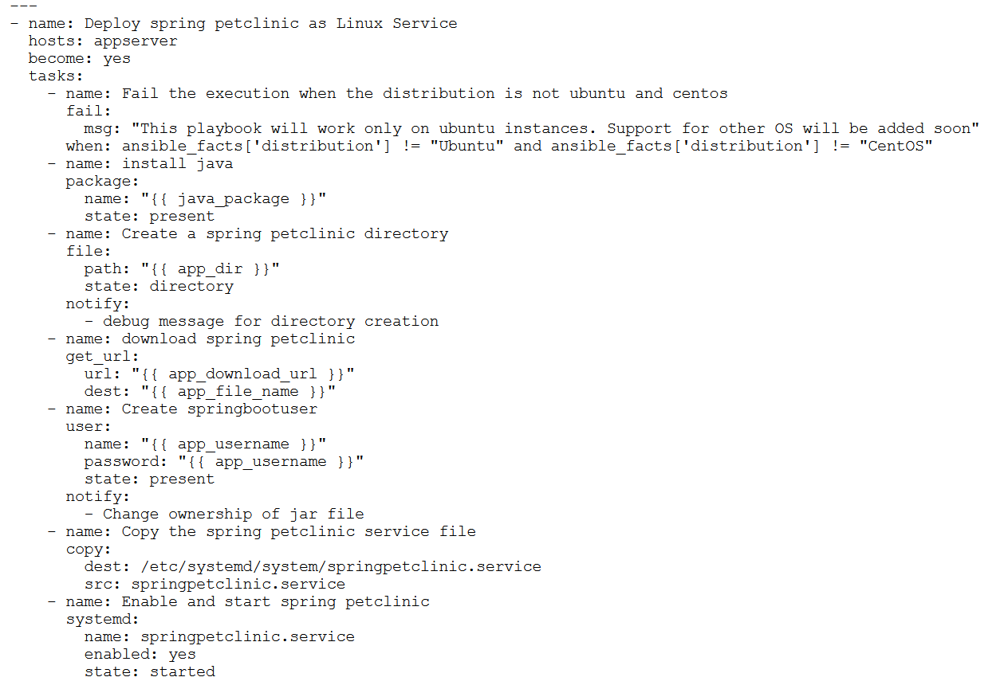 ---
- name: Deploy spring petclinic as Linux Service
  hosts: appserver
  become: yes
  tasks:
    - name: Fail the execution when the distribution is not ubuntu and centos
      fail:
        msg: "This playbook will work only on ubuntu instances. Support for other OS will be added soon"
      when: ansible_facts['distribution'] != "Ubuntu" and ansible_facts['distribution'] != "CentOS"
    - name: install java
      package:
        name: "{{ java_package }}"
        state: present
    - name: Create a spring petclinic directory
      file:
        path: "{{ app_dir }}"
        state: directory
      notify:
        - debug message for directory creation
    - name: download spring petclinic
      get_url:
        url: "{{ app_download_url }}"
        dest: "{{ app_file_name }}"
    - name: Create springbootuser
      user:
        name: "{{ app_username }}"
        password: "{{ app_username }}"
        state: present
      notify:
        - Change ownership of jar file
    - name: Copy the spring petclinic service file
      copy:
        dest: /etc/systemd/system/springpetclinic.service
        src: springpetclinic.service
    - name: Enable and start spring petclinic
      systemd:
        name: springpetclinic.service
        enabled: yes
        state: started